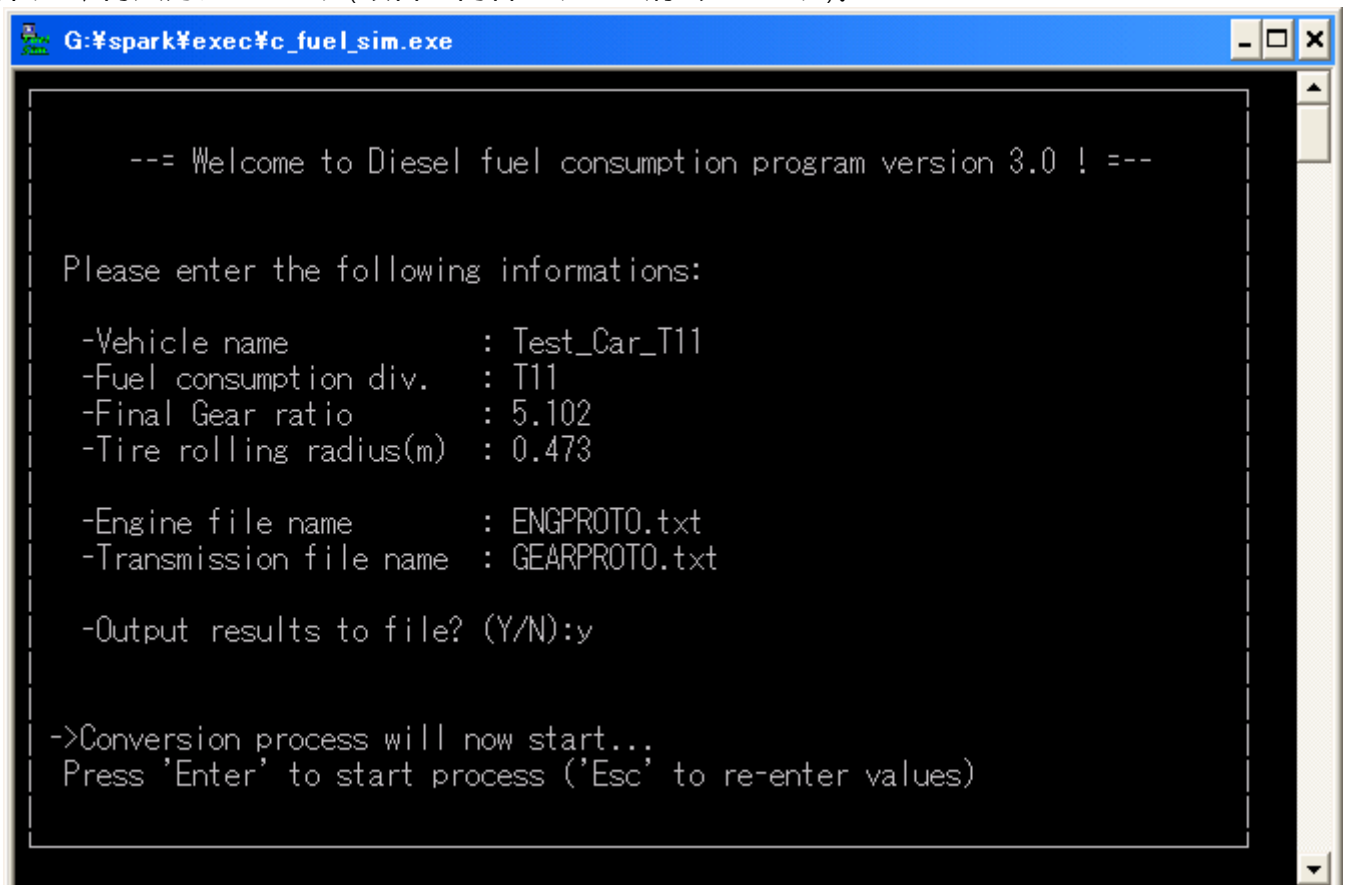 G:¥spark¥exec¥c_fuel_sim.exe
--= Welcome to Diesel fuel consumption program version 3.0 ! =--
Please enter the following informations:
-Vehicle name : Test_Car_T11
-Fuel consumption div. : T11
-Final Gear ratio : 5.102
-Tire rolling radius(m) : 0.473
-Engine file name : ENGPROTO.txt
-Transmission file name : GEARPROTO.txt
-Output results to file? (Y/N):y
->Conversion process will now start...
Press 'Enter' to start process ('Esc' to re-enter values)